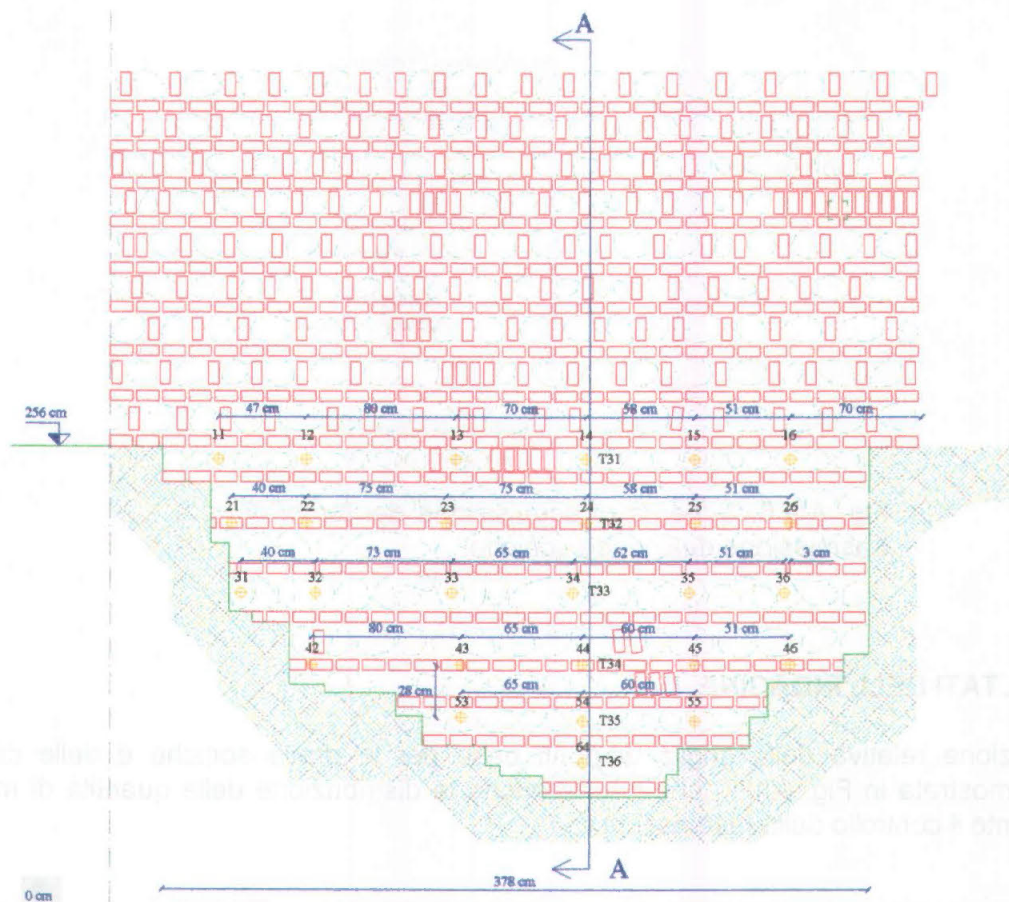 A
256 cm
47 cm 80 cm 70 cm 58 cm 51 cm 70 cm
11 12 13 14 15 16
T31
40 cm 75 cm 75 cm 58 cm 51 cm
21 22 23 24 25 26
T32
40 cm 73 cm 65 cm 62 cm 51 cm 3 cm
31 32 33 34 35 36
T33
80 cm 65 cm 60 cm 51 cm
42 43 44 45 46
T34
28 cm 65 cm 60 cm
53 54 55
T35
64
T36
A
378 cm
0 cm